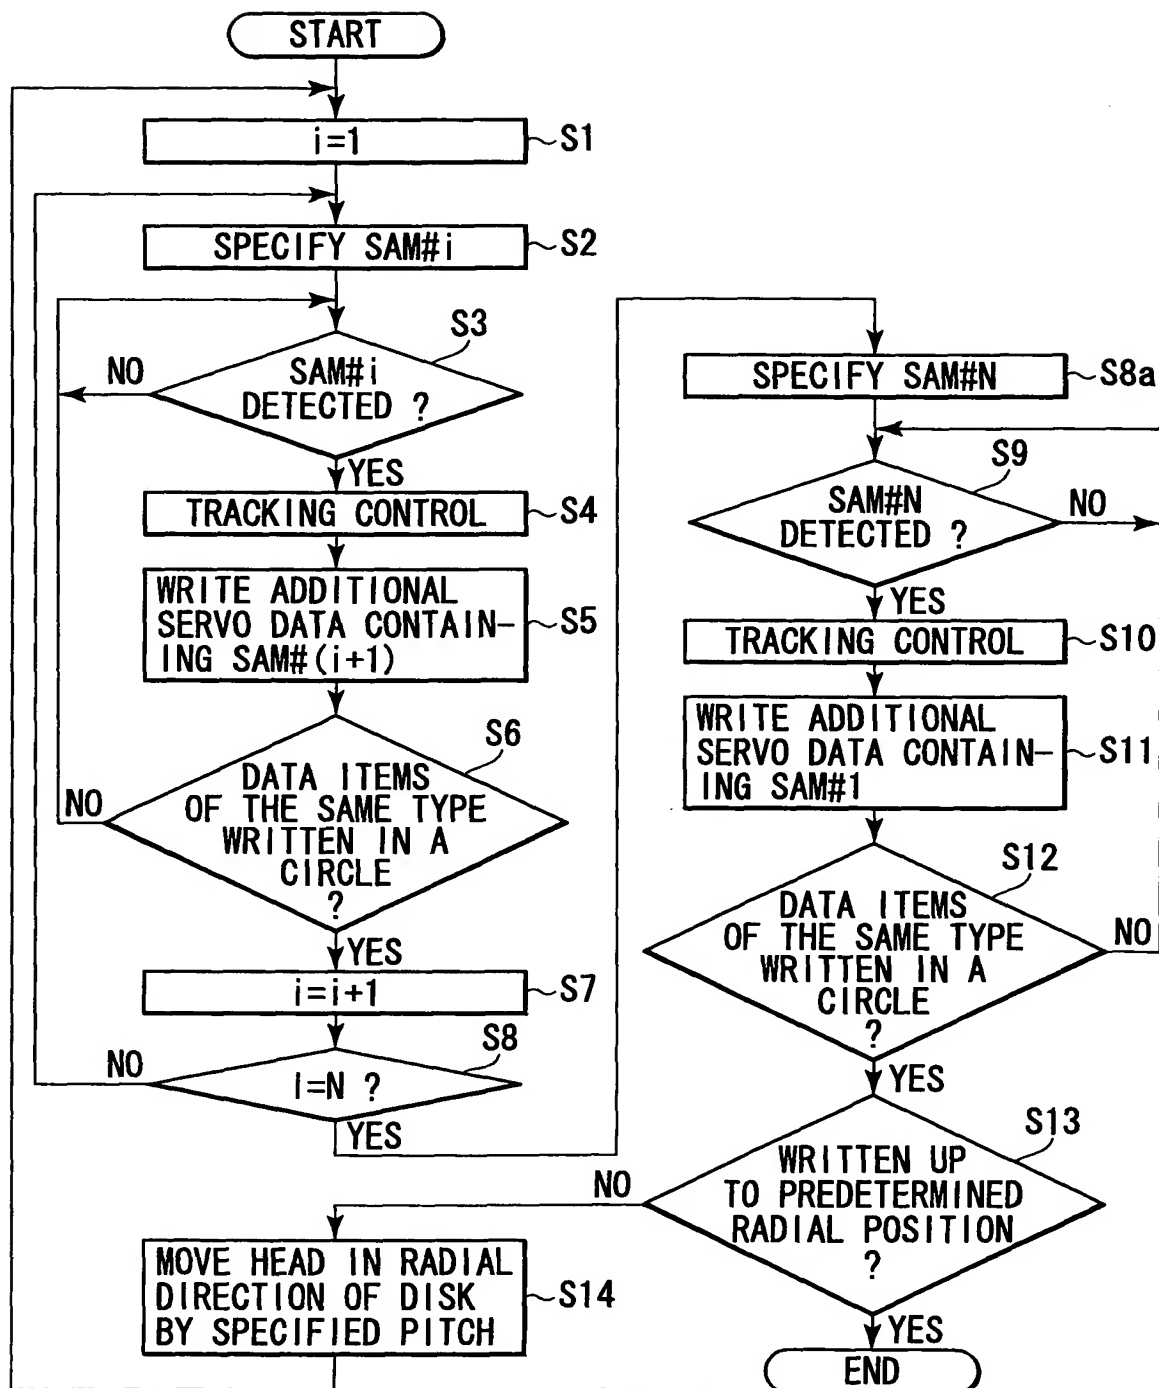 START
i=1
S1
SPECIFY SAM#i
S2
S3
SAM#i
DETECTED ?
NO
YES
TRACKING CONTROL
S4
WRITE ADDITIONAL
SERVO DATA CONTAIN-
ING SAM#(i+1)
S5
S6
DATA ITEMS
OF THE SAME TYPE
WRITTEN IN A
CIRCLE
?
NO
YES
i=i+1
S7
S8
i=N ?
NO
YES
SPECIFY SAM#N
S8a
S9
SAM#N
DETECTED ?
NO
YES
TRACKING CONTROL
S10
WRITE ADDITIONAL
SERVO DATA CONTAIN-
ING SAM#1
S11
S12
DATA ITEMS
OF THE SAME TYPE
WRITTEN IN A
CIRCLE
?
NO
YES
S13
WRITTEN UP
TO PREDETERMINED
RADIAL POSITION
?
NO
YES
MOVE HEAD IN RADIAL
DIRECTION OF DISK
BY SPECIFIED PITCH
S14
END